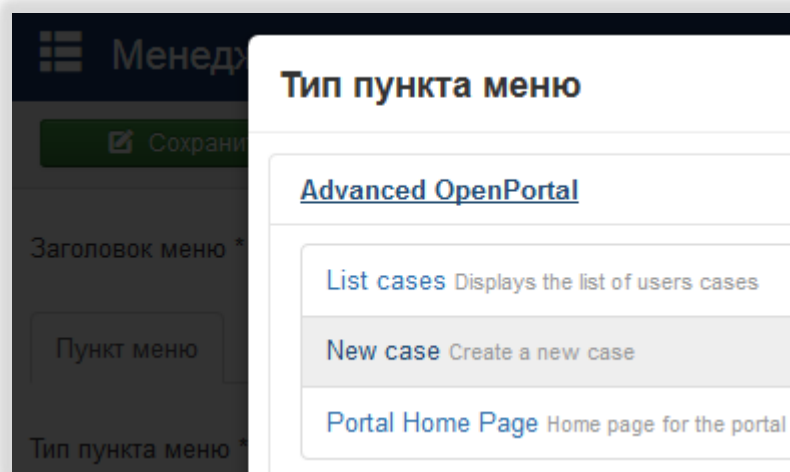 Менедж
Тип пункта меню
Сохрани
Advanced OpenPortal
Заголовок меню *
List cases Displays the list of users cases
Пункт меню
New case Create a new case
Portal Home Page Home page for the portal
Тип пункта меню *